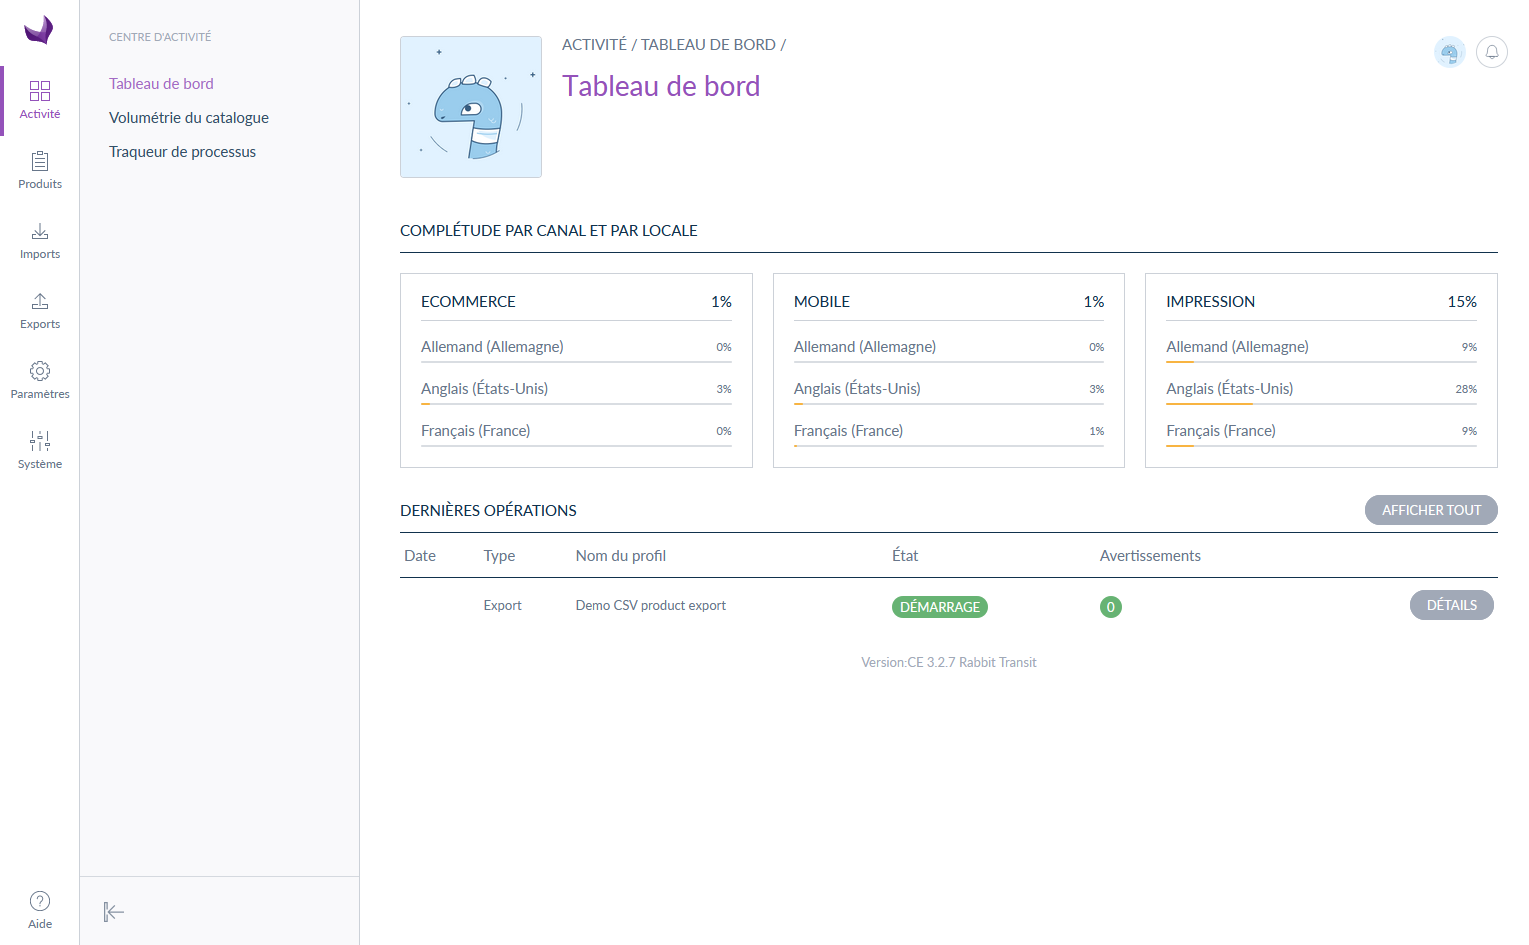 Activité
Produits
Imports
Exports
Paramètres
Système
Aide
CENTRE D'ACTIVITÉ
Tableau de bord
Volumétrie du catalogue
Traqueur de processus
ACTIVITÉ / TABLEAU DE BORD /
Tableau de bord
COMPLÉTUDE PAR CANAL ET PAR LOCALE
ECOMMERCE 1%
Allemand (Allemagne) 0%
Anglais (États-Unis) 3%
Français (France) 0%
MOBILE 1%
Allemand (Allemagne) 0%
Anglais (États-Unis) 3%
Français (France) 1%
IMPRESSION 15%
Allemand (Allemagne) 9%
Anglais (États-Unis) 28%
Français (France) 9%
DERNIÈRES OPÉRATIONS AFFICHER TOUT
Date Type Nom du profil État Avertissements
Export Demo CSV product export DÉMARRAGE 0 DÉTAILS
Version:CE 3.2.7 Rabbit Transit